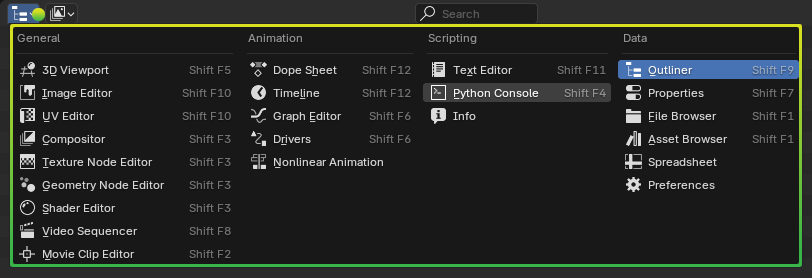 Search
General
3D Viewport Shift F5
Image Editor Shift F10
UV Editor Shift F10
Compositor Shift F3
Texture Node Editor Shift F3
Geometry Node Editor Shift F3
Shader Editor Shift F3
Video Sequencer Shift F8
Movie Clip Editor Shift F2
Animation
Dope Sheet Shift F12
Timeline Shift F12
Graph Editor Shift F6
Drivers Shift F6
Nonlinear Animation
Scripting
Text Editor Shift F11
Python Console Shift F4
Info
Data
Outliner Shift F9
Properties Shift F7
File Browser Shift F1
Asset Browser Shift F1
Spreadsheet
Preferences